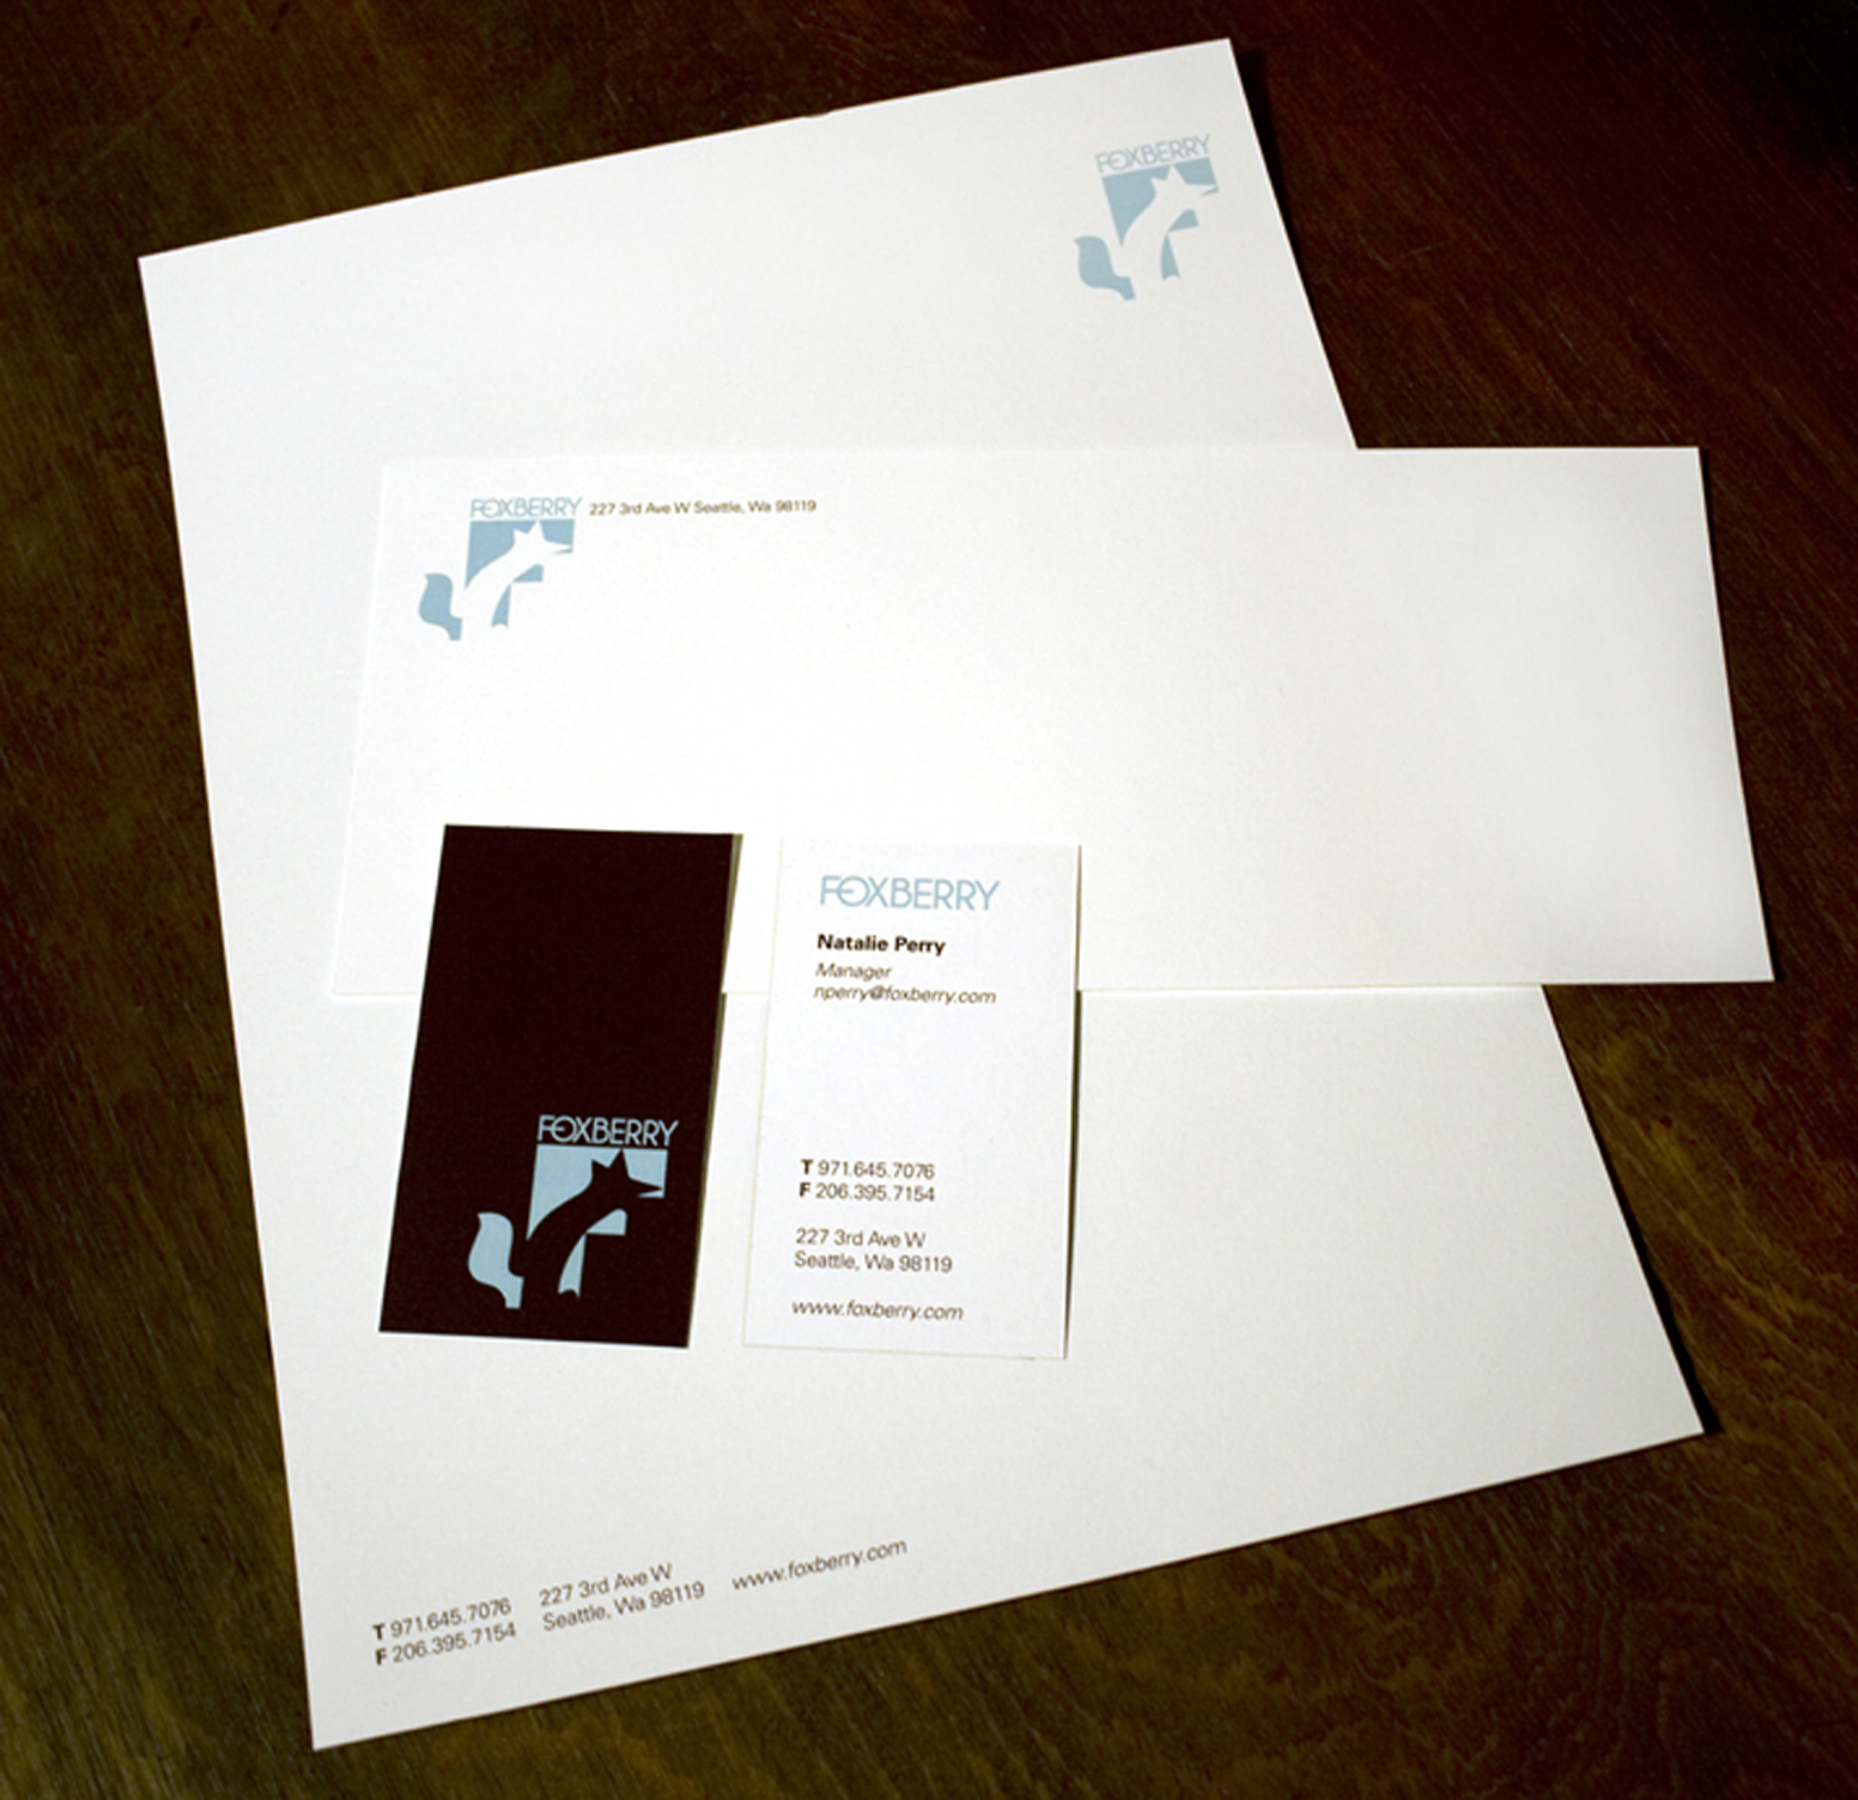 FOXBERRY
FOXBERRY 227 3rd Ave W Seattle, Wa 98119
FOXBERRY
FOXBERRY
Natalie Perry
Manager
nperry@foxberry.com
T 971.645.7076
F 206.395.7154
227 3rd Ave W
Seattle, Wa 98119
www.foxberry.com
T 971.645.7076
F 206.395.7154
227 3rd Ave W
Seattle, Wa 98119
www.foxberry.com